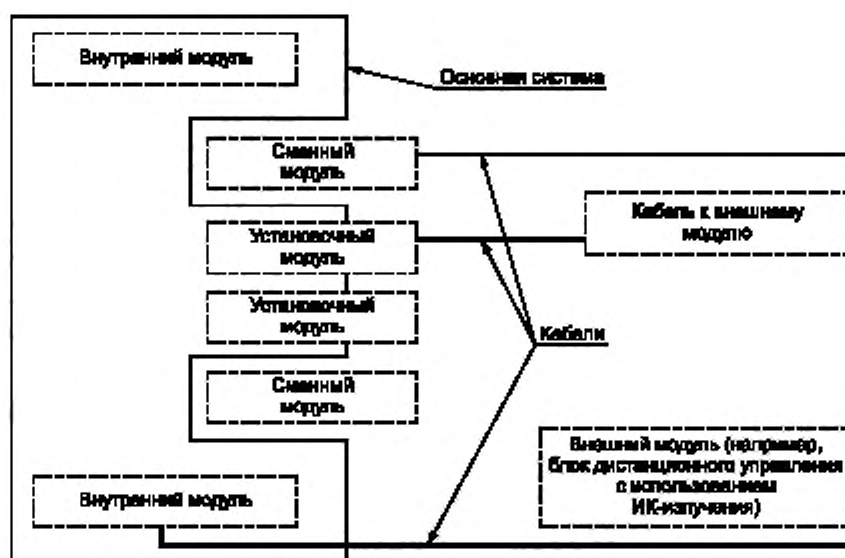 Внутренний модуль
Основная система
Сменный
модуль
Кабель к внешнему
модулю
Установочный
модуль
Установочный
модуль
Кабели
Сменный
модуль
Внешний модуль (например,
блок дистанционного управления
с использованием
ИК-излучения)
Внутренний модуль